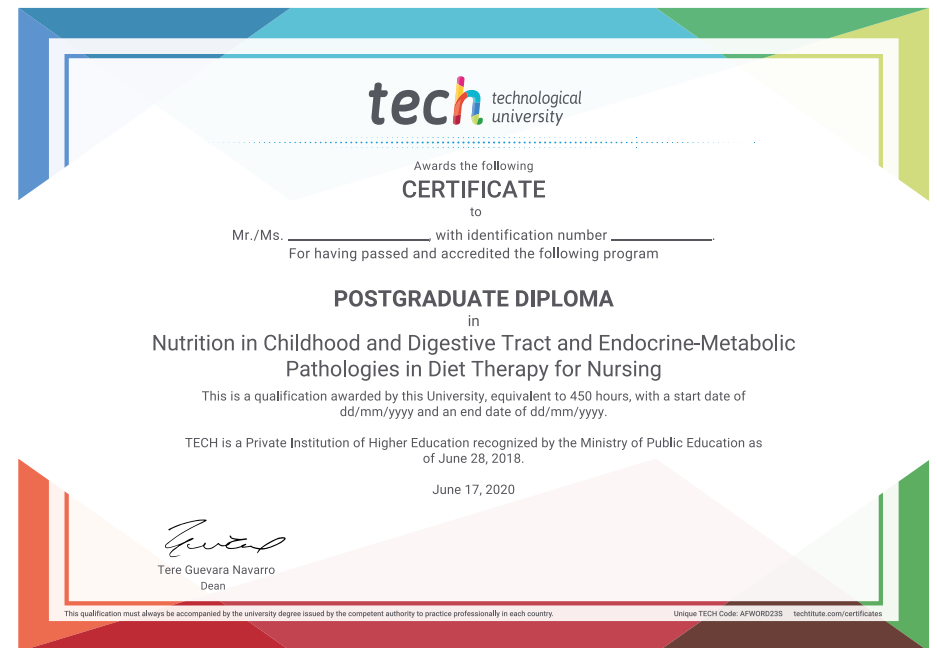 tech technological
university
Awards the following
CERTIFICATE
to
Mr./Ms. ________________, with identification number ____________.
For having passed and accredited the following program
POSTGRADUATE DIPLOMA
in
Nutrition in Childhood and Digestive Tract and Endocrine-Metabolic
Pathologies in Diet Therapy for Nursing
This is a qualification awarded by this University, equivalent to 450 hours, with a start date of
dd/mm/yyyy and an end date of dd/mm/yyyy.
TECH is a Private Institution of Higher Education recognized by the Ministry of Public Education as
of June 28, 2018.
June 17, 2020
Tere Guevara Navarro
Dean
This qualification must always be accompanied by the university degree issued by the competent authority to practice professionally in each country. Unique TECH Code: AFWORD23S techtitute.com/certificates